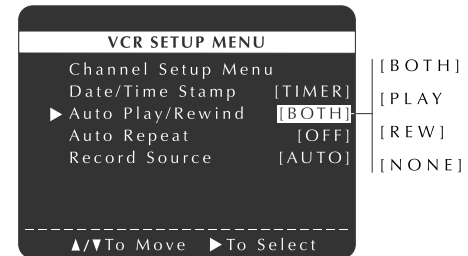 VCR SETUP MENU
Channel Setup Menu
Date/Time Stamp [TIMER]
▶ Auto Play/Rewind [BOTH]
Auto Repeat [OFF]
Record Source [AUTO]
▲/▼To Move ▶To Select
[BOTH]
[PLAY
[REW]
[NONE]